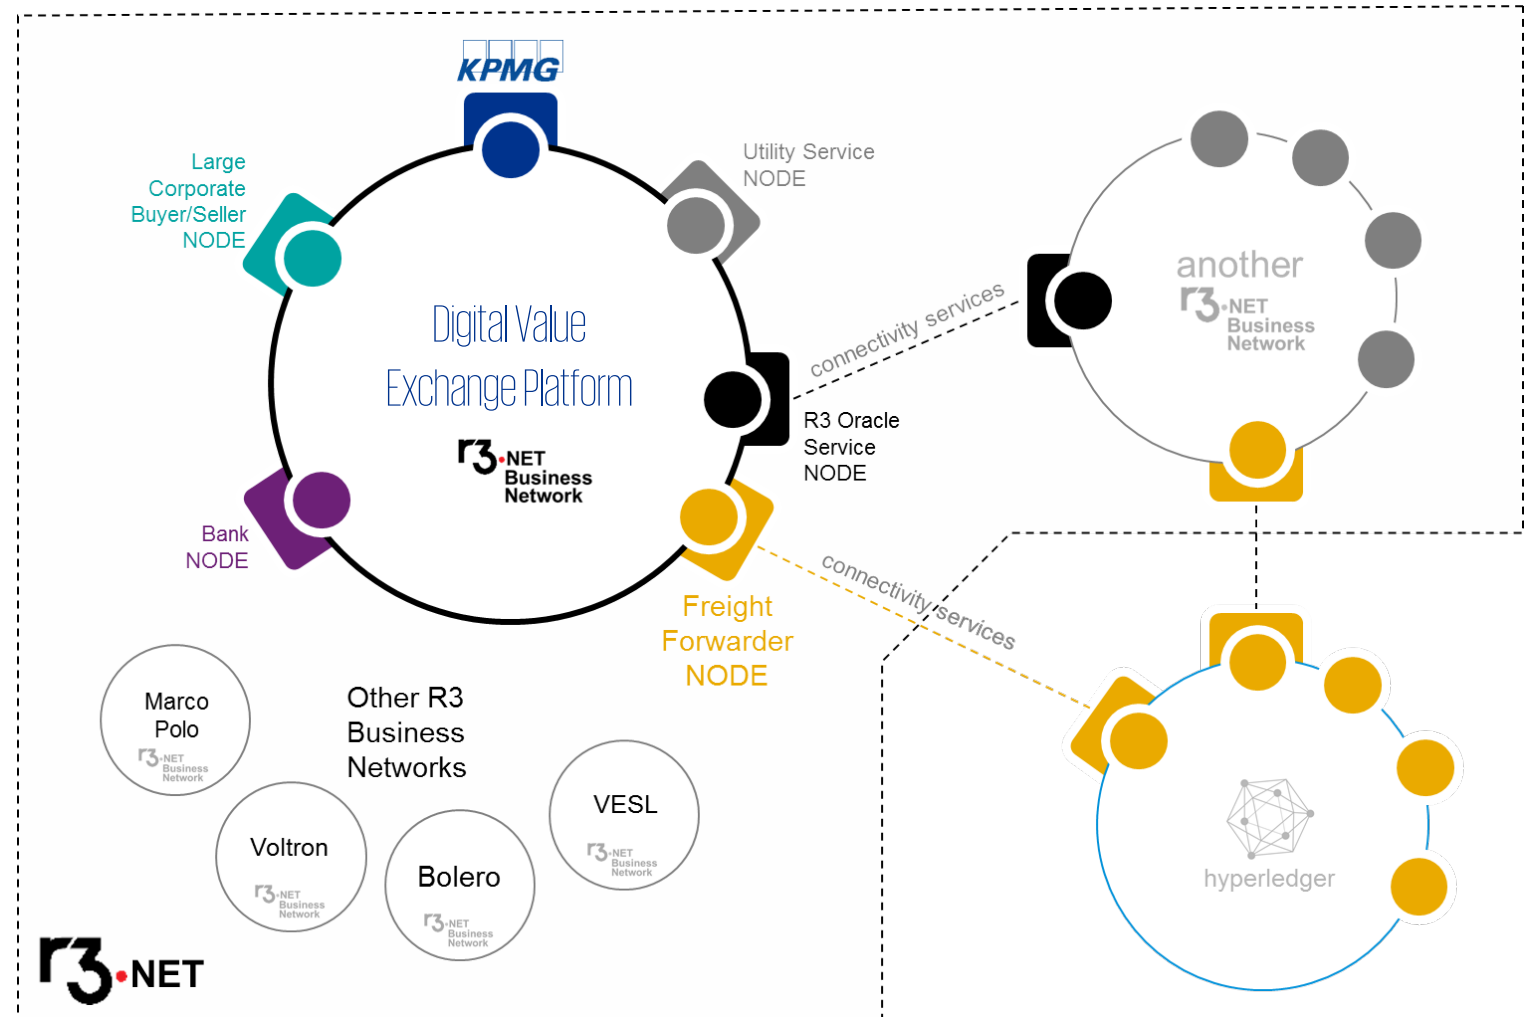 KPMG
Large
Corporate
Buyer/Seller
NODE
Utility Service
NODE
Digital Value
Exchange Platform
r3.NET
Business
Network
connectivity services
R3 Oracle
Service
NODE
another
r3.NET
Business
Network
Bank
NODE
Freight
Forwarder
NODE
connectivity services
Other R3
Business
Networks
Marco
Polo
r3.NET
Business
Network
Voltron
r3.NET
Business
Network
Bolero
r3.NET
Business
Network
VESL
r3.NET
Business
Network
hyperledger
r3.NET